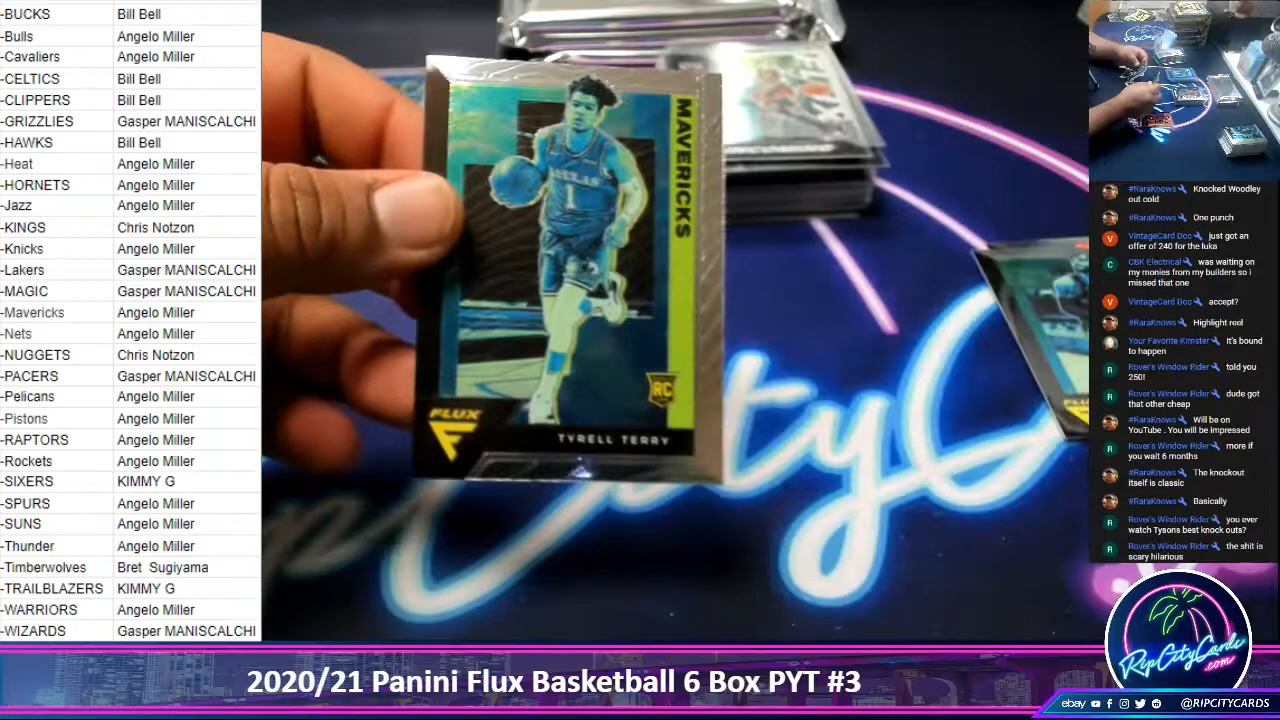 -BUCKS Bill Bell
-Bulls Angelo Miller
-Cavaliers Angelo Miller
-CELTICS Bill Bell
-CLIPPERS Bill Bell
-GRIZZLIES Gasper MANISCALCHI
-HAWKS Bill Bell
-Heat Angelo Miller
-HORNETS Angelo Miller
-Jazz Angelo Miller
-KINGS Chris Notzon
-Knicks Angelo Miller
-Lakers Gasper MANISCALCHI
-MAGIC Gasper MANISCALCHI
-Mavericks Angelo Miller
-Nets Angelo Miller
-NUGGETS Chris Notzon
-PACERS Gasper MANISCALCHI
-Pelicans Angelo Miller
-Pistons Angelo Miller
-RAPTORS Angelo Miller
-Rockets Angelo Miller
-SIXERS KIMMY G
-SPURS Angelo Miller
-SUNS Angelo Miller
-Thunder Angelo Miller
-Timberwolves Bret Sugiyama
-TRAILBLAZERS KIMMY G
-WARRIORS Angelo Miller
-WIZARDS Gasper MANISCALCHI
MAVERICKS
1
RC
FLUX
TYRELL TERRY
ty C
#RaraKnows Knocked Woodley
out cold
#RaraKnows One punch
VintageCard Doc just got an
offer of 240 for the luka
CBK Electrical was waiting on
my monies from my builders so i
missed that one
VintageCard Doc accept?
#RaraKnows Highlight reel
Your Favorite Kimster it's bound
to happen
Rover's Window Rider told you
250!
Rover's Window Rider dude got
that other cheap
#RaraKnows Will be on
YouTube . You will be impressed
Rover's Window Rider more if
you wait 6 months
#RaraKnows The knockout
itself is classic
#RaraKnows Basically
Rover's Window Rider you ever
watch Tysons best knock outs?
Rover's Window Rider the shit is
scary hilarious
RipCityCards
.com
2020/21 Panini Flux Basketball 6 Box PYT #3
ebay @RIPCITYCARDS